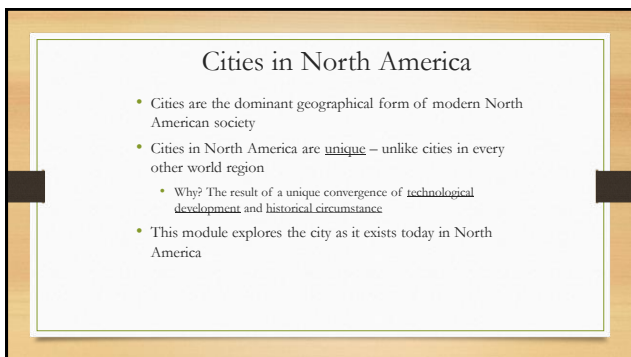 Cities in North America
• Cities are the dominant geographical form of modern North
American society
• Cities in North America are unique – unlike cities in every
other world region
• Why? The result of a unique convergence of technological
development and historical circumstance
• This module explores the city as it exists today in North
America